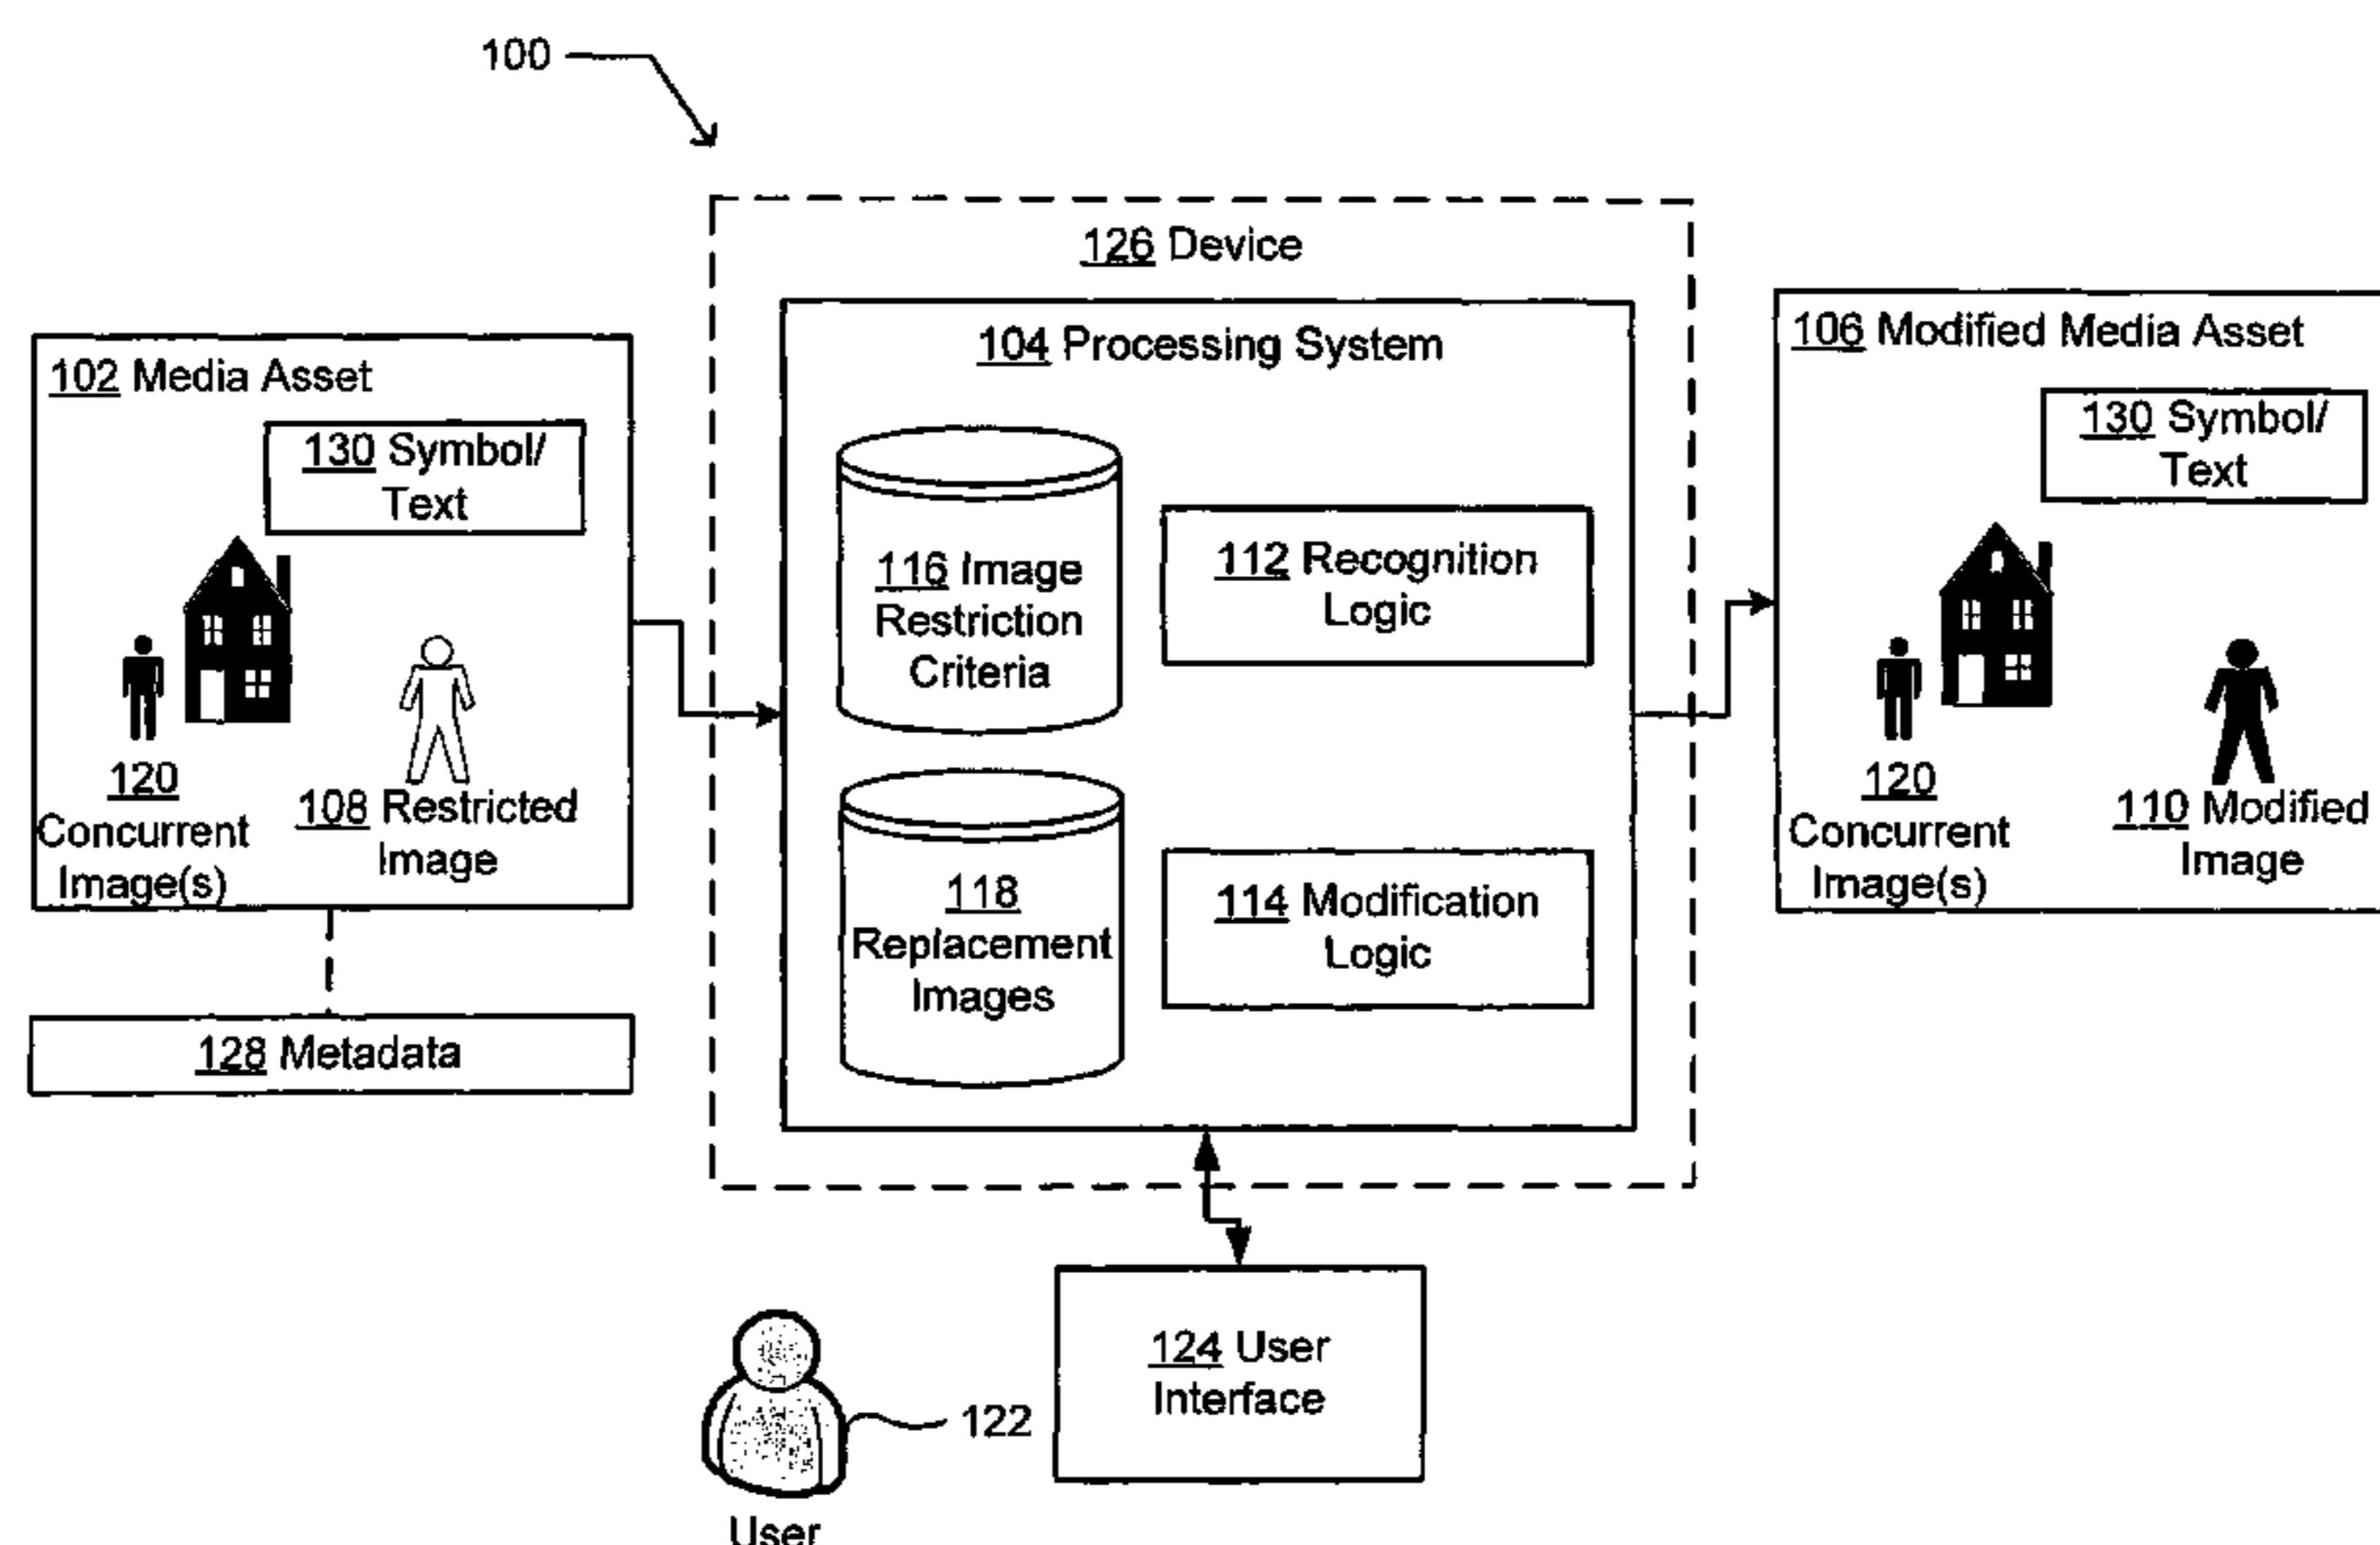 100
126 Device
104 Processing System
102 Media Asset
130 Symbol/
Text
120
Concurrent
Image(s)
108 Restricted
Image
128 Metadata
116 Image
Restriction
Criteria
112 Recognition
Logic
118
Replacement
Images
114 Modification
Logic
106 Modified Media Asset
130 Symbol/
Text
120
Concurrent
Image(s)
110 Modified
Image
124 User
Interface
122
User